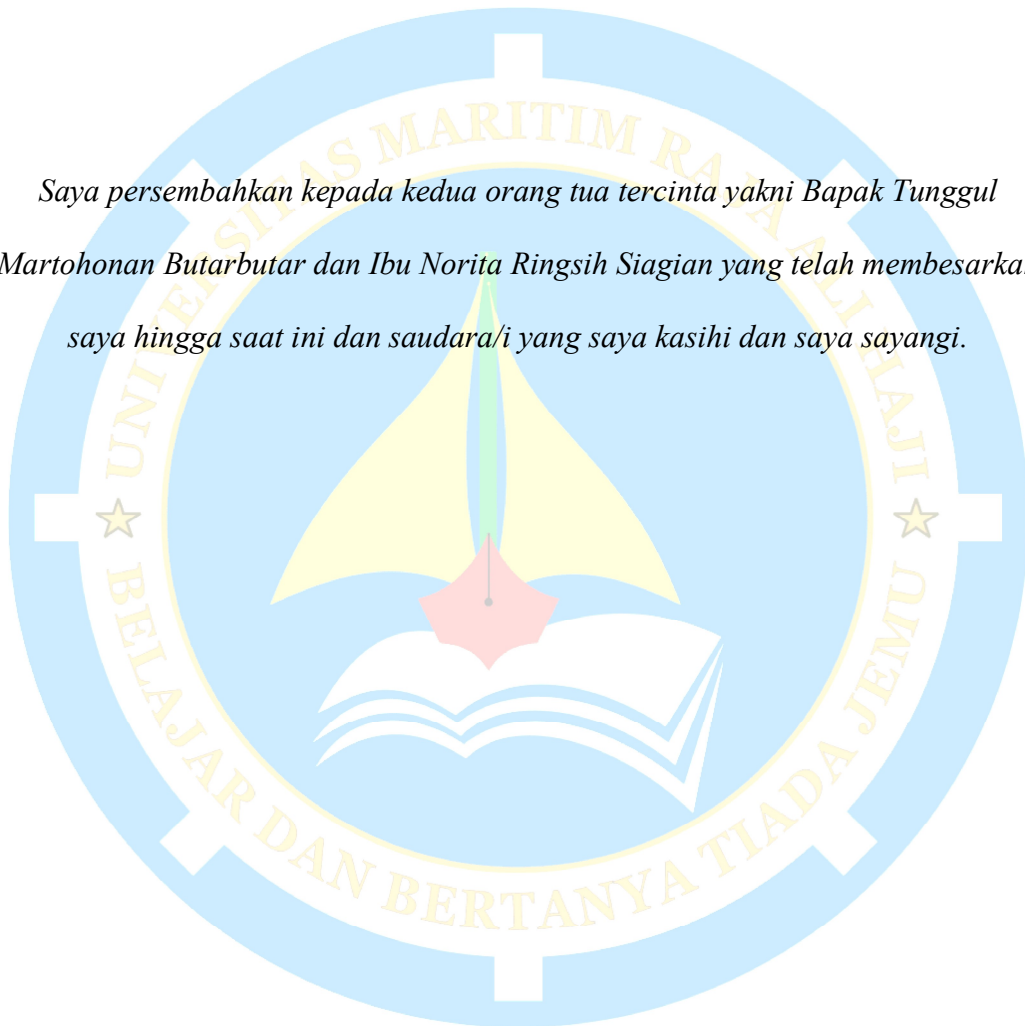 UNIVERSITAS MARITIM RAJA ALI HAJI
Saya persembahkan kepada kedua orang tua tercinta yakni Bapak Tunggul
Martohonan Butarbutar dan Ibu Norita Ringsih Siagian yang telah membesarka
saya hingga saat ini dan saudara/i yang saya kasihi dan saya sayangi.
BELAJAR DAN BERTANYA TIADA JEMU